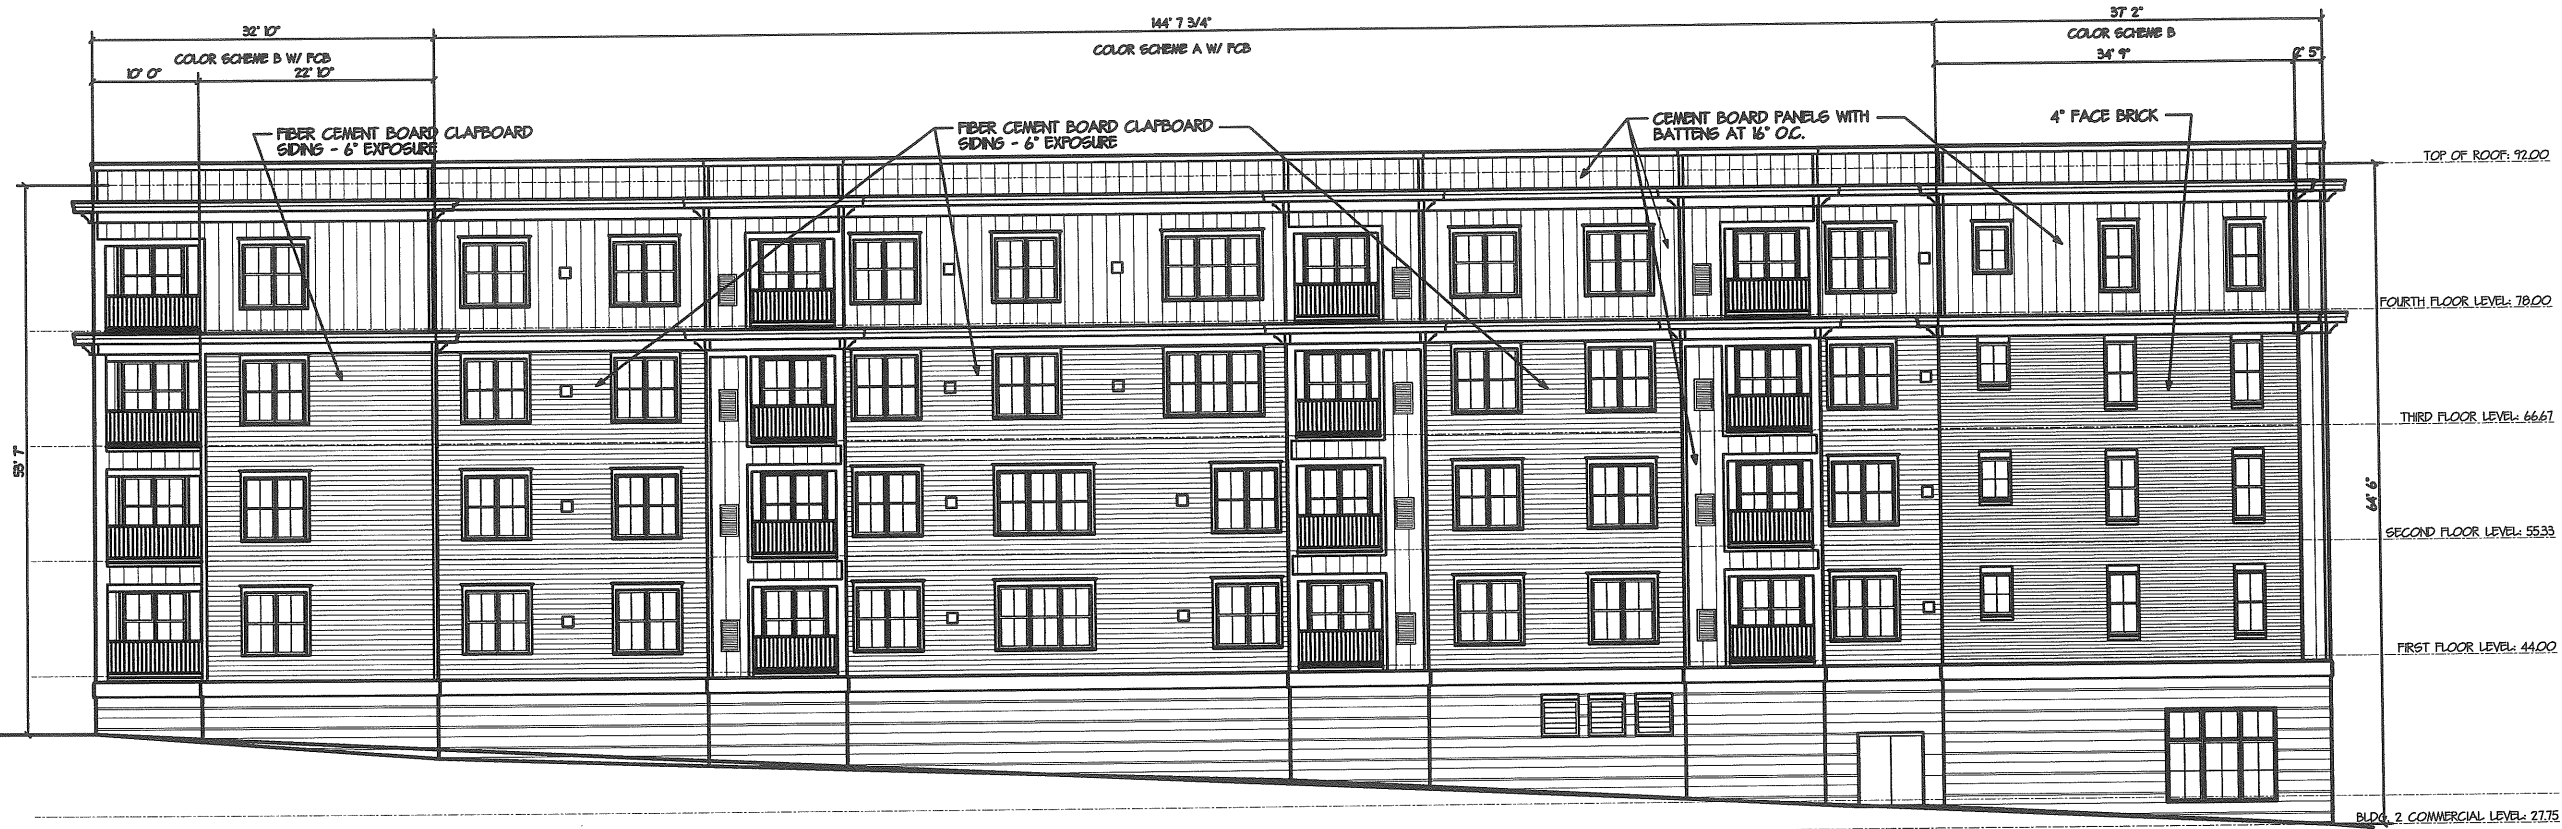 32' 10"
144' 7 3/4"
37' 2"
COLOR SCHEME B W/ FCB
COLOR SCHEME A W/ FCB
COLOR SCHEME B
10' 0"
22' 10"
34' 9"
2' 5"
FIBER CEMENT BOARD CLAPBOARD
SIDING - 6" EXPOSURE
FIBER CEMENT BOARD CLAPBOARD
SIDING - 6" EXPOSURE
CEMENT BOARD PANELS WITH
BATTENS AT 16" O.C.
4" FACE BRICK
TOP OF ROOF: 92.00
FOURTH FLOOR LEVEL: 78.00
THIRD FLOOR LEVEL: 66.67
53' 7"
64' 6"
SECOND FLOOR LEVEL: 55.33
FIRST FLOOR LEVEL: 44.00
BLDG. 2 COMMERCIAL LEVEL: 27.75